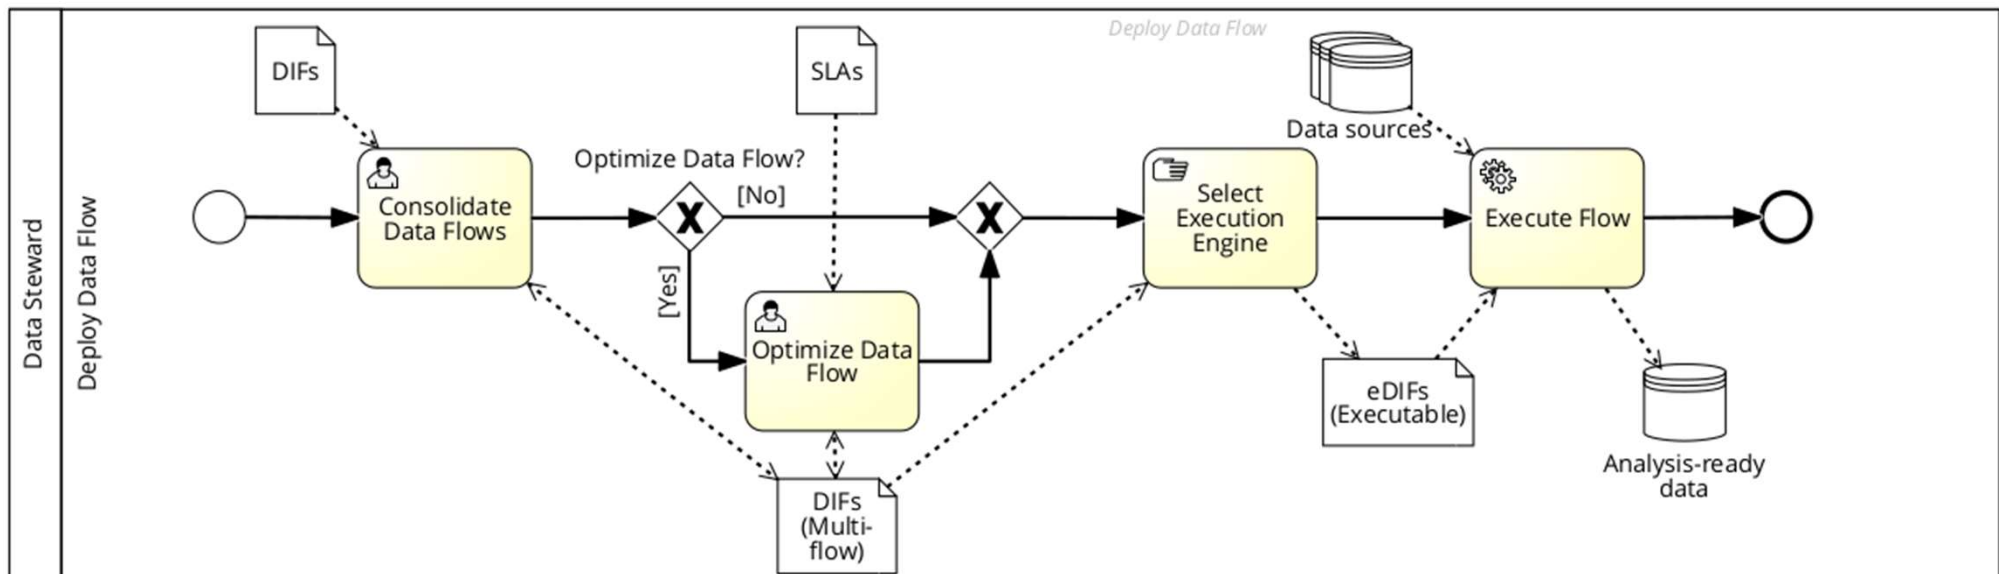 Deploy Data Flow
Data Steward
Deploy Data Flow
DIFs
SLAs
Data sources
Consolidate
Data Flows
Optimize Data Flow?
[No]
[Yes]
Optimize Data
Flow
Select
Execution
Engine
Execute Flow
DIFs
(Multi-
flow)
eDIFs
(Executable)
Analysis-ready
data